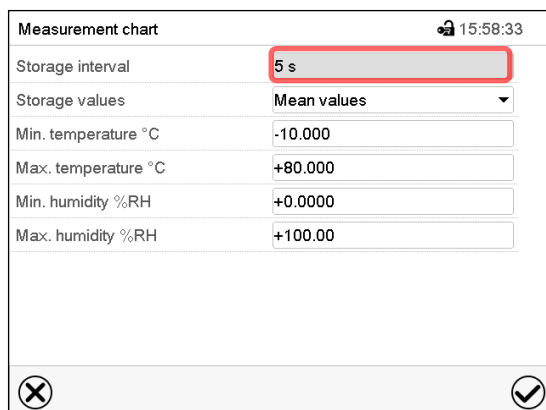 Measurement chart 15:58:33
Storage interval 5 s
Storage values Mean values
Min. temperature °C -10.000
Max. temperature °C +80.000
Min. humidity %RH +0.0000
Max. humidity %RH +100.00